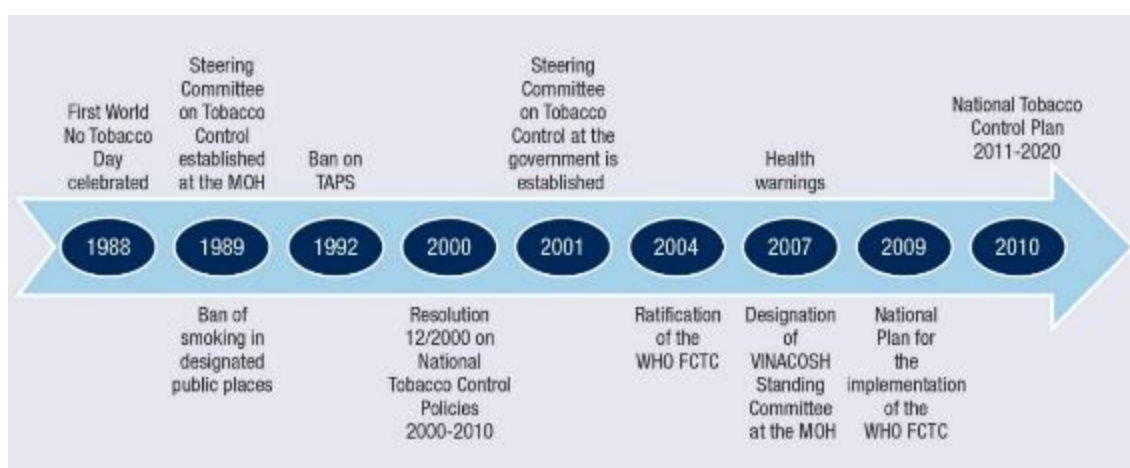 First World
No Tobacco
Day
celebrated
Steering
Committee
on Tobacco
Control
established
at the MOH
Ban on
TAPS
Steering
Committee
on Tobacco
Control at the
government is
established
Health
warnings
National Tobacco
Control Plan
2011-2020
1988
1989
1992
2000
2001
2004
2007
2009
2010
Ban of
smoking in
designated
public places
Resolution
12/2000 on
National
Tobacco Control
Policies
2000-2010
Ratification
of the
WHO FCTC
Designation
of
VINACOSH
Standing
Committee
at the MOH
National
Plan for
the
implementation
of the
WHO FCTC